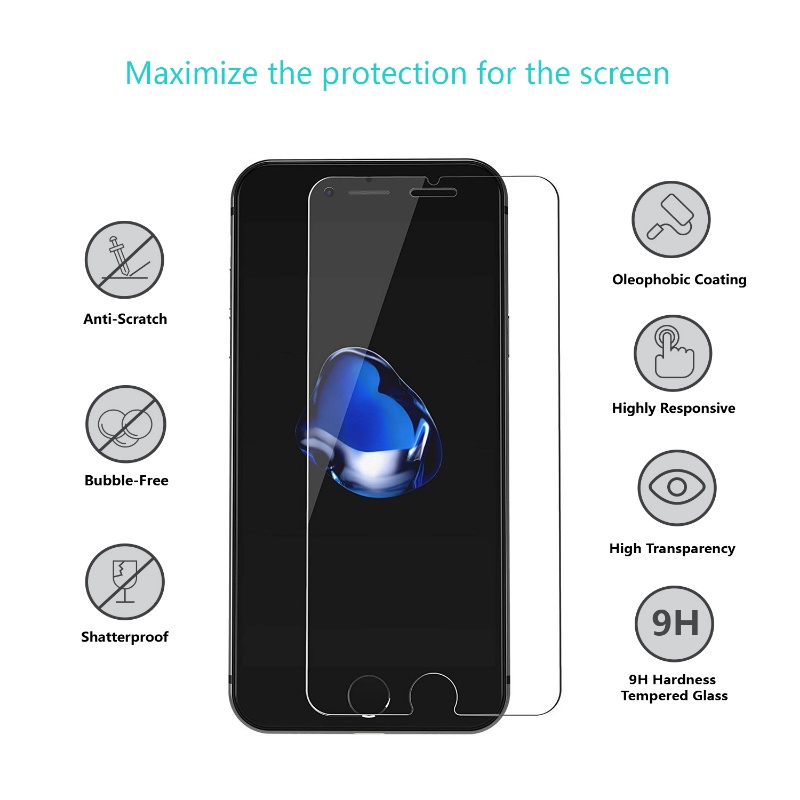 Maximize the protection for the screen
Anti-Scratch
Bubble-Free
Shatterproof
Oleophobic Coating
Highly Responsive
High Transparency
9H
9H Hardness
Tempered Glass